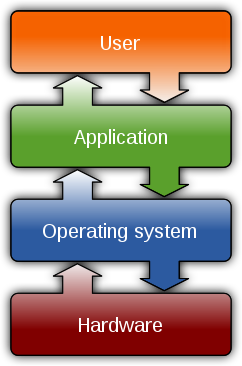 User
Application
Operating system
Hardware